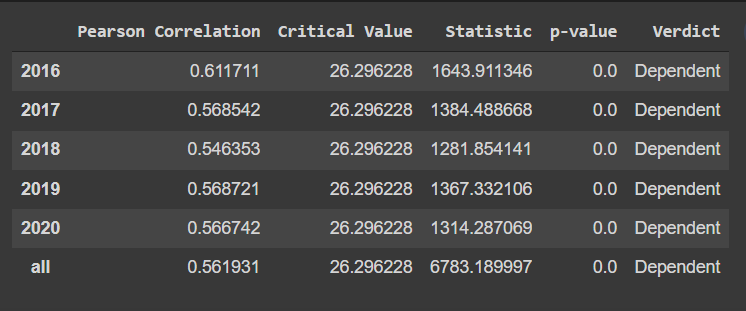 Pearson Correlation Critical Value Statistic p-value Verdict
2016 0.611711 26.296228 1643.911346 0.0 Dependent
2017 0.568542 26.296228 1384.488668 0.0 Dependent
2018 0.546353 26.296228 1281.854141 0.0 Dependent
2019 0.568721 26.296228 1367.332106 0.0 Dependent
2020 0.566742 26.296228 1314.287069 0.0 Dependent
all 0.561931 26.296228 6783.189997 0.0 Dependent